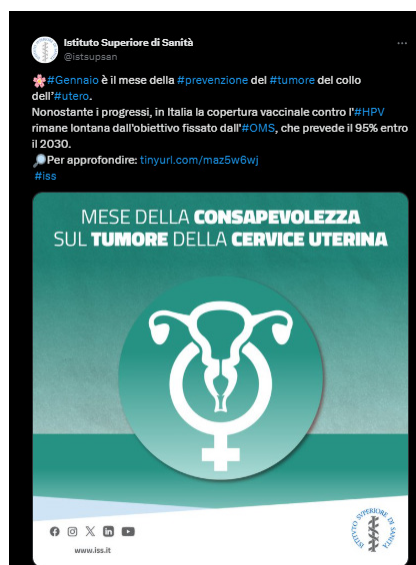 Istituto Superiore di Sanità
@istsupsan
🌸#Gennaio è il mese della #prevenzione del #tumore del collo
dell'#utero.
Nonostante i progressi, in Italia la copertura vaccinale contro l'#HPV
rimane lontana dall'obiettivo fissato dall'#OMS, che prevede il 95% entro
il 2030.
🔎Per approfondire: tinyurl.com/maz5w6wj
#iss
MESE DELLA CONSAPEVOLEZZA
SUL TUMORE DELLA CERVICE UTERINA
www.iss.it
ISTITUTO SUPERIORE DI SANITÀ